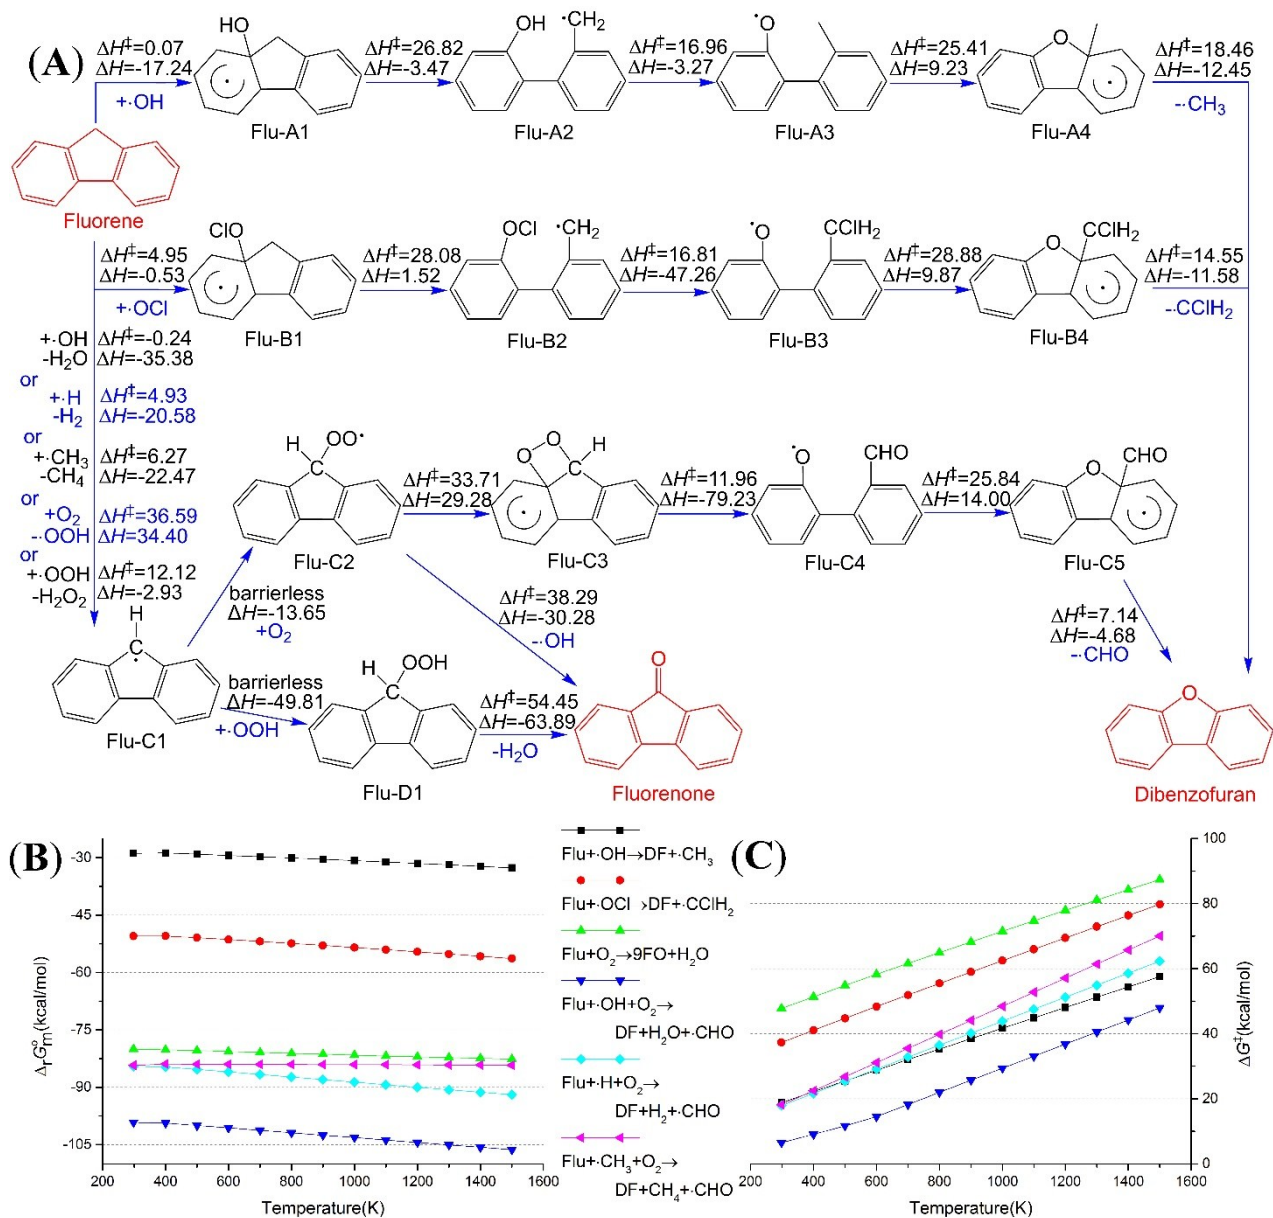 (A)
HO
ΔH‡=0.07
ΔH=-17.24
+·OH
Flu-A1
ΔH‡=26.82
ΔH=-3.47
OH
·CH₂
Flu-A2
ΔH‡=16.96
ΔH=-3.27
·O
Flu-A3
ΔH‡=25.41
ΔH=9.23
O
Flu-A4
ΔH‡=18.46
ΔH=-12.45
-·CH₃
Fluorene
ClO
ΔH‡=4.95
ΔH=-0.53
+·OCl
Flu-B1
ΔH‡=28.08
ΔH=1.52
OCl
·CH₂
Flu-B2
ΔH‡=16.81
ΔH=-47.26
·O
CClH₂
Flu-B3
ΔH‡=28.88
ΔH=9.87
O
CClH₂
Flu-B4
ΔH‡=14.55
ΔH=-11.58
-·CClH₂
+·OH ΔH‡=-0.24
-H₂O ΔH=-35.38
or
+·H ΔH‡=4.93
-H₂ ΔH=-20.58
or
+·CH₃ ΔH‡=6.27
-CH₄ ΔH=-22.47
or
+O₂ ΔH‡=36.59
-·OOH ΔH=34.40
or
+·OOH ΔH‡=12.12
-H₂O₂ ΔH=-2.93
H
C
·
Flu-C1
barrierless
ΔH=-13.65
+O₂
H
OO·
C
Flu-C2
ΔH‡=33.71
ΔH=29.28
O
O
H
C
Flu-C3
ΔH‡=11.96
ΔH=-79.23
·O
CHO
Flu-C4
ΔH‡=25.84
ΔH=14.00
O
CHO
Flu-C5
ΔH‡=7.14
ΔH=-4.68
-·CHO
ΔH‡=38.29
ΔH=-30.28
-·OH
barrierless
ΔH=-49.81
+·OOH
H
OOH
C
Flu-D1
ΔH‡=54.45
ΔH=-63.89
-H₂O
O
Fluorenone
O
Dibenzofuran
(B)
ΔᵣG°ₘ(kcal/mol)
-30
-45
-60
-75
-90
-105
200 400 600 800 1000 1200 1400 1600
Temperature(K)
Flu+·OH→DF+·CH₃
Flu+·OCl→DF+·CClH₂
Flu+O₂→9FO+H₂O
Flu+·OH+O₂→
DF+H₂O+·CHO
Flu+·H+O₂→
DF+H₂+·CHO
Flu+·CH₃+O₂→
DF+CH₄+·CHO
(C)
100
80
60
40
20
0
ΔG‡(kcal/mol)
200 400 600 800 1000 1200 1400 1600
Temperature(K)